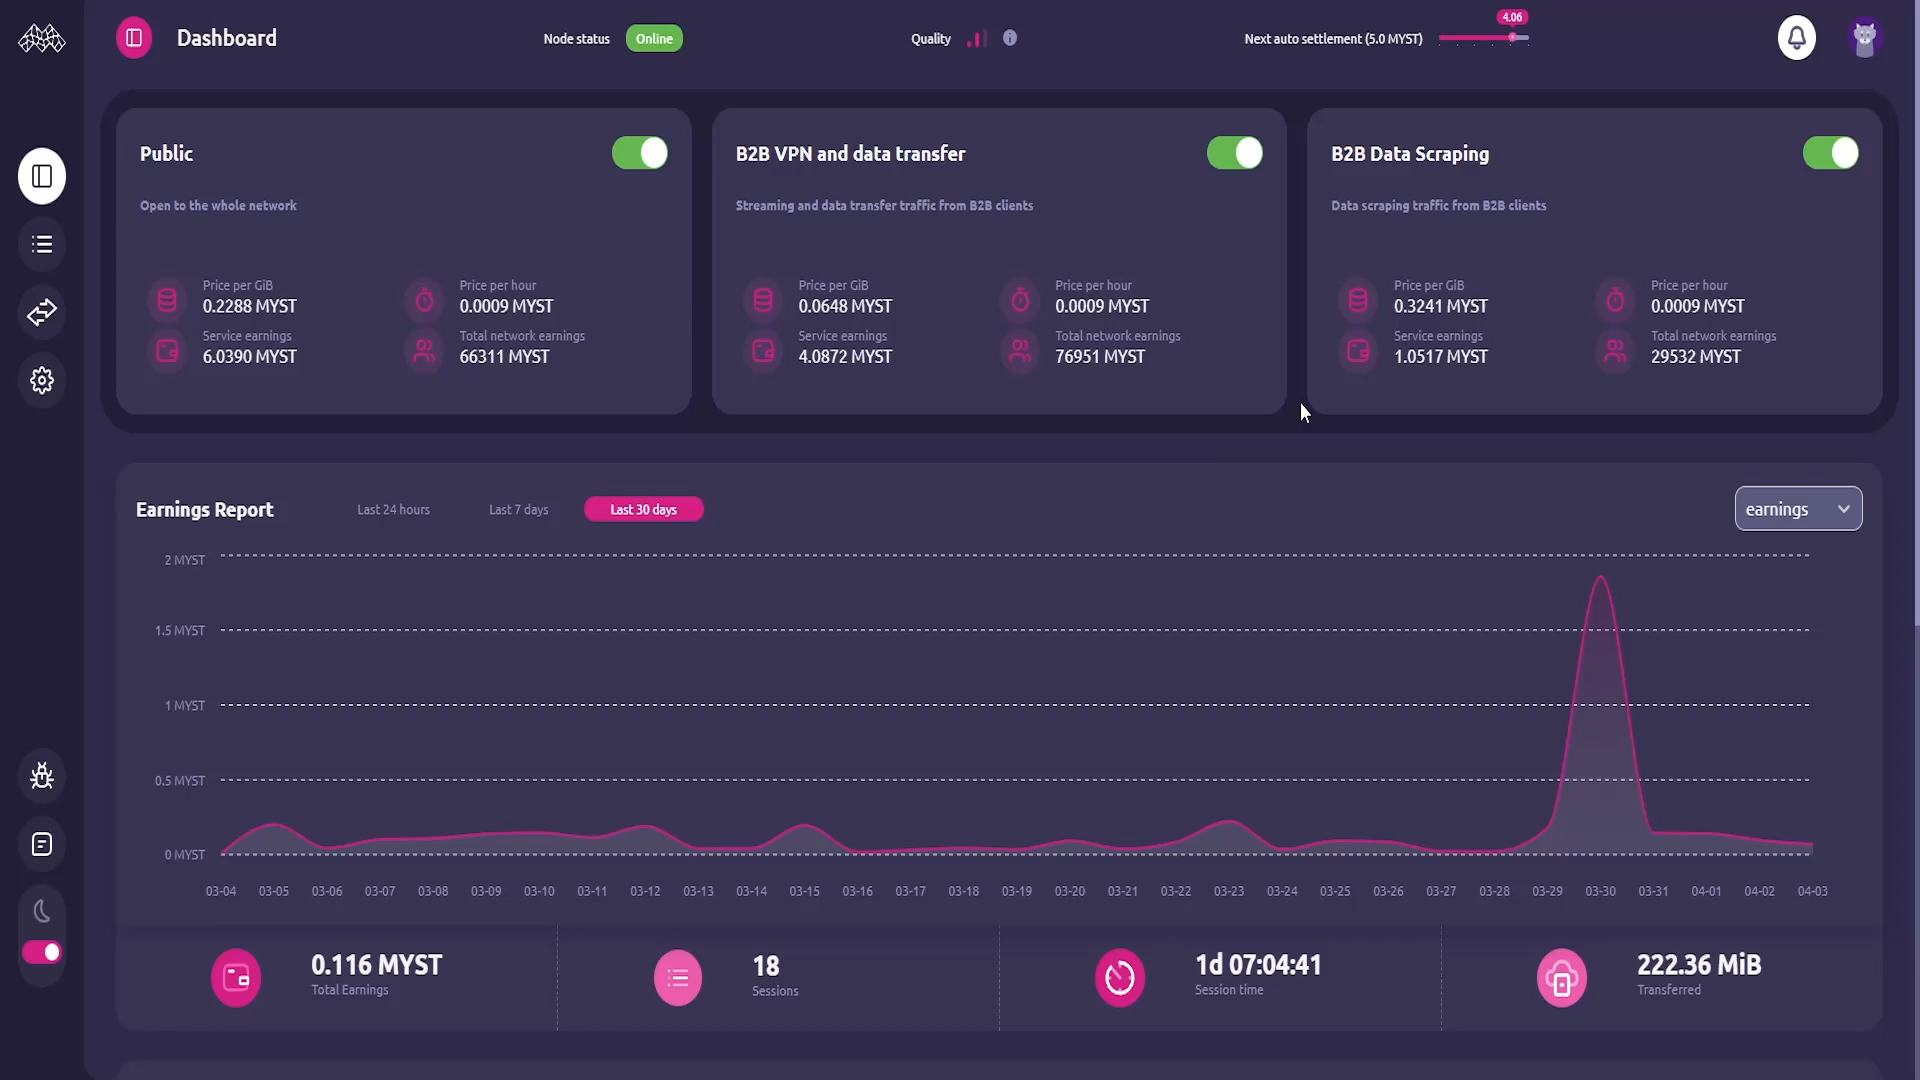 Dashboard
Node status Online
Quality
Next auto settlement (5.0 MYST) 4.06
Public
Open to the whole network
Price per GiB
0.2288 MYST
Price per hour
0.0009 MYST
Service earnings
6.0390 MYST
Total network earnings
66311 MYST
B2B VPN and data transfer
Streaming and data transfer traffic from B2B clients
Price per GiB
0.0648 MYST
Price per hour
0.0009 MYST
Service earnings
4.0872 MYST
Total network earnings
76951 MYST
B2B Data Scraping
Data scraping traffic from B2B clients
Price per GiB
0.3241 MYST
Price per hour
0.0009 MYST
Service earnings
1.0517 MYST
Total network earnings
29532 MYST
Earnings Report Last 24 hours Last 7 days Last 30 days earnings
2 MYST
1.5 MYST
1 MYST
0.5 MYST
0 MYST
03-04 03-05 03-06 03-07 03-08 03-09 03-10 03-11 03-12 03-13 03-14 03-15 03-16 03-17 03-18 03-19 03-20 03-21 03-22 03-23 03-24 03-25 03-26 03-27 03-28 03-29 03-30 03-31 04-01 04-02 04-03
0.116 MYST
Total Earnings
18
Sessions
1d 07:04:41
Session time
222.36 MiB
Transferred